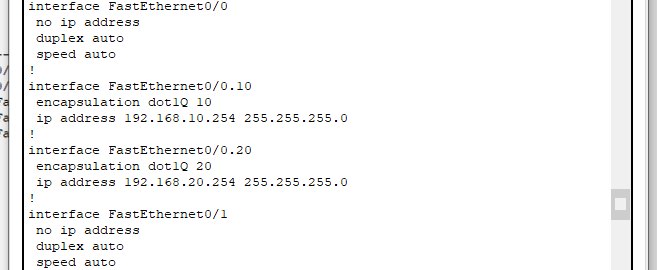 interface FastEthernet0/0
 no ip address
 duplex auto
 speed auto
!
interface FastEthernet0/0.10
 encapsulation dot1Q 10
 ip address 192.168.10.254 255.255.255.0
!
interface FastEthernet0/0.20
 encapsulation dot1Q 20
 ip address 192.168.20.254 255.255.255.0
!
interface FastEthernet0/1
 no ip address
 duplex auto
 speed auto